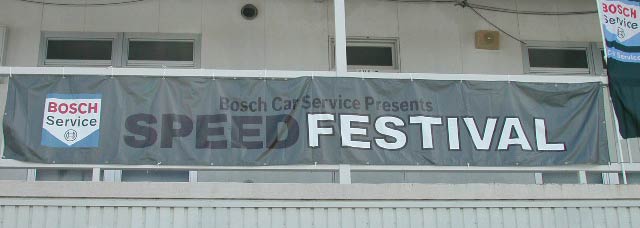 BOSCH
Service
Bosch Car Service Presents
SPEED FESTIVAL
BOSCH
Service